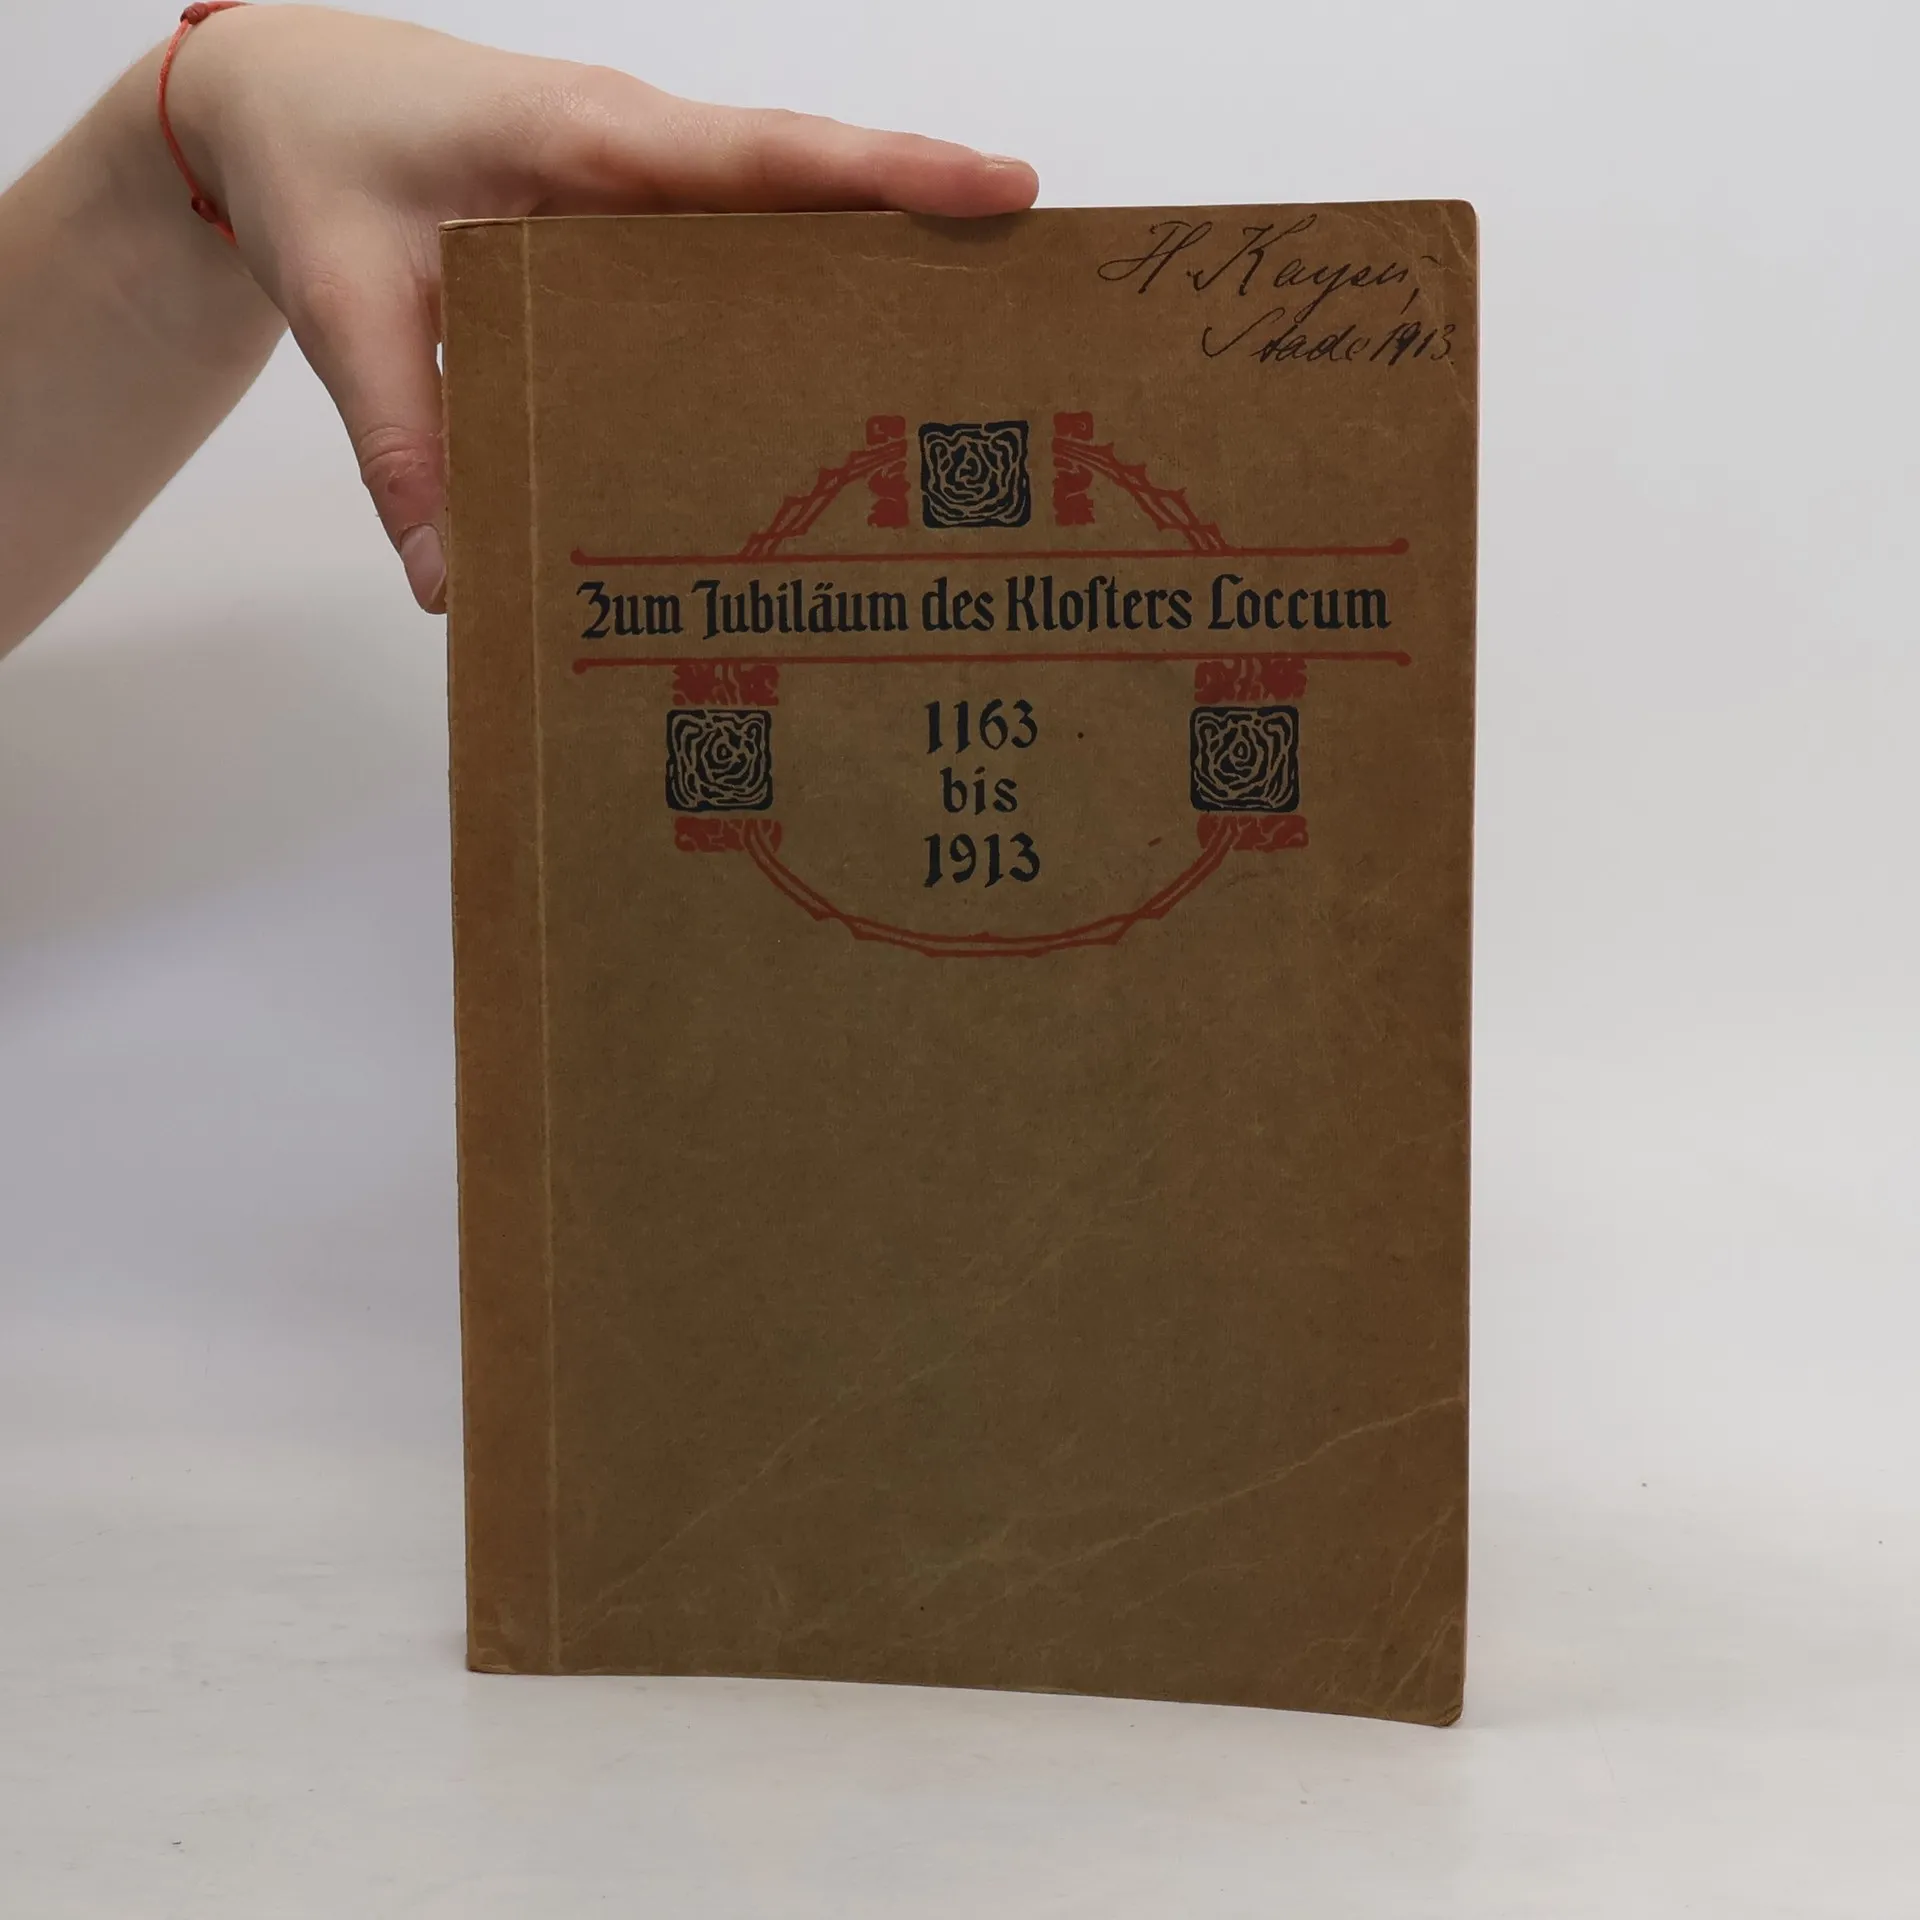 H. Kayser,
Stade 1913.
Zum Jubiläum des Kloſters Loccum
1163
bis
1913